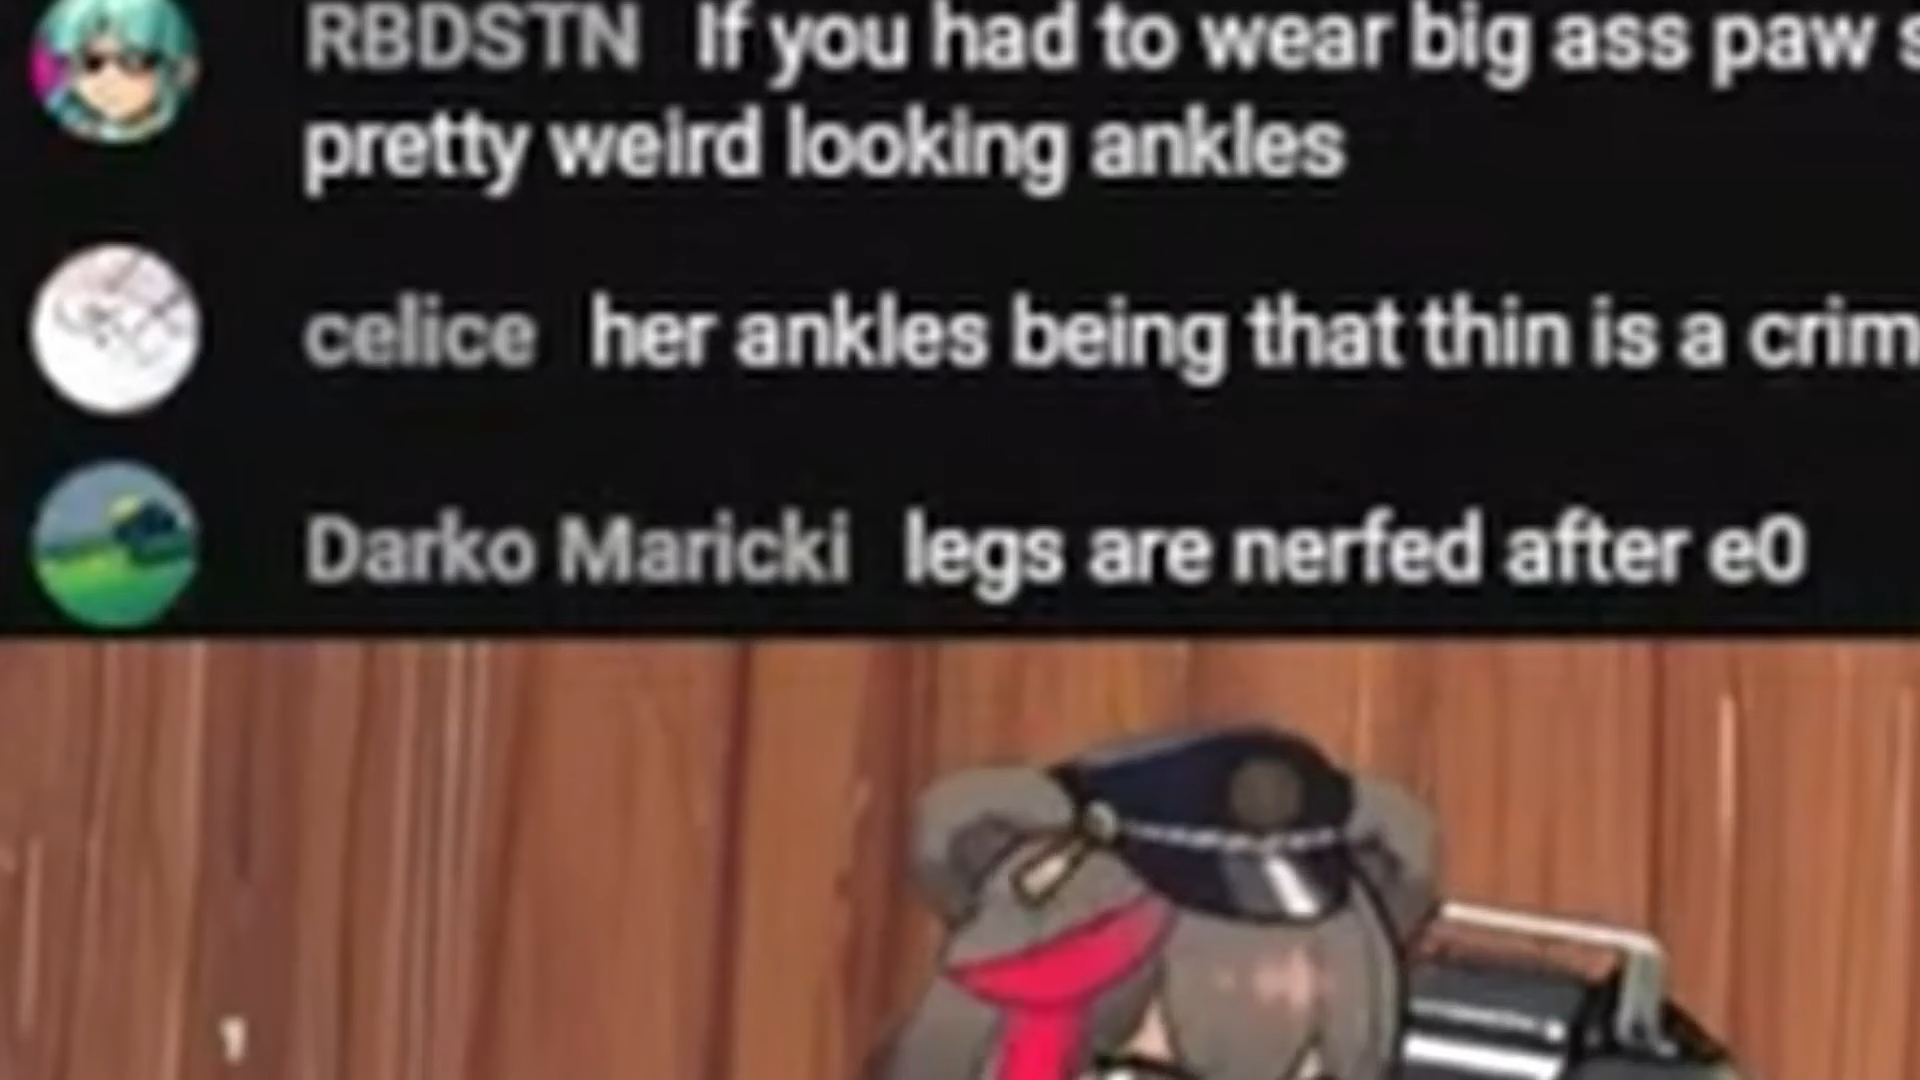 RBDSTN If you had to wear big ass paw
pretty weird looking ankles
celice her ankles being that thin is a crim
Darko Maricki legs are nerfed after e0